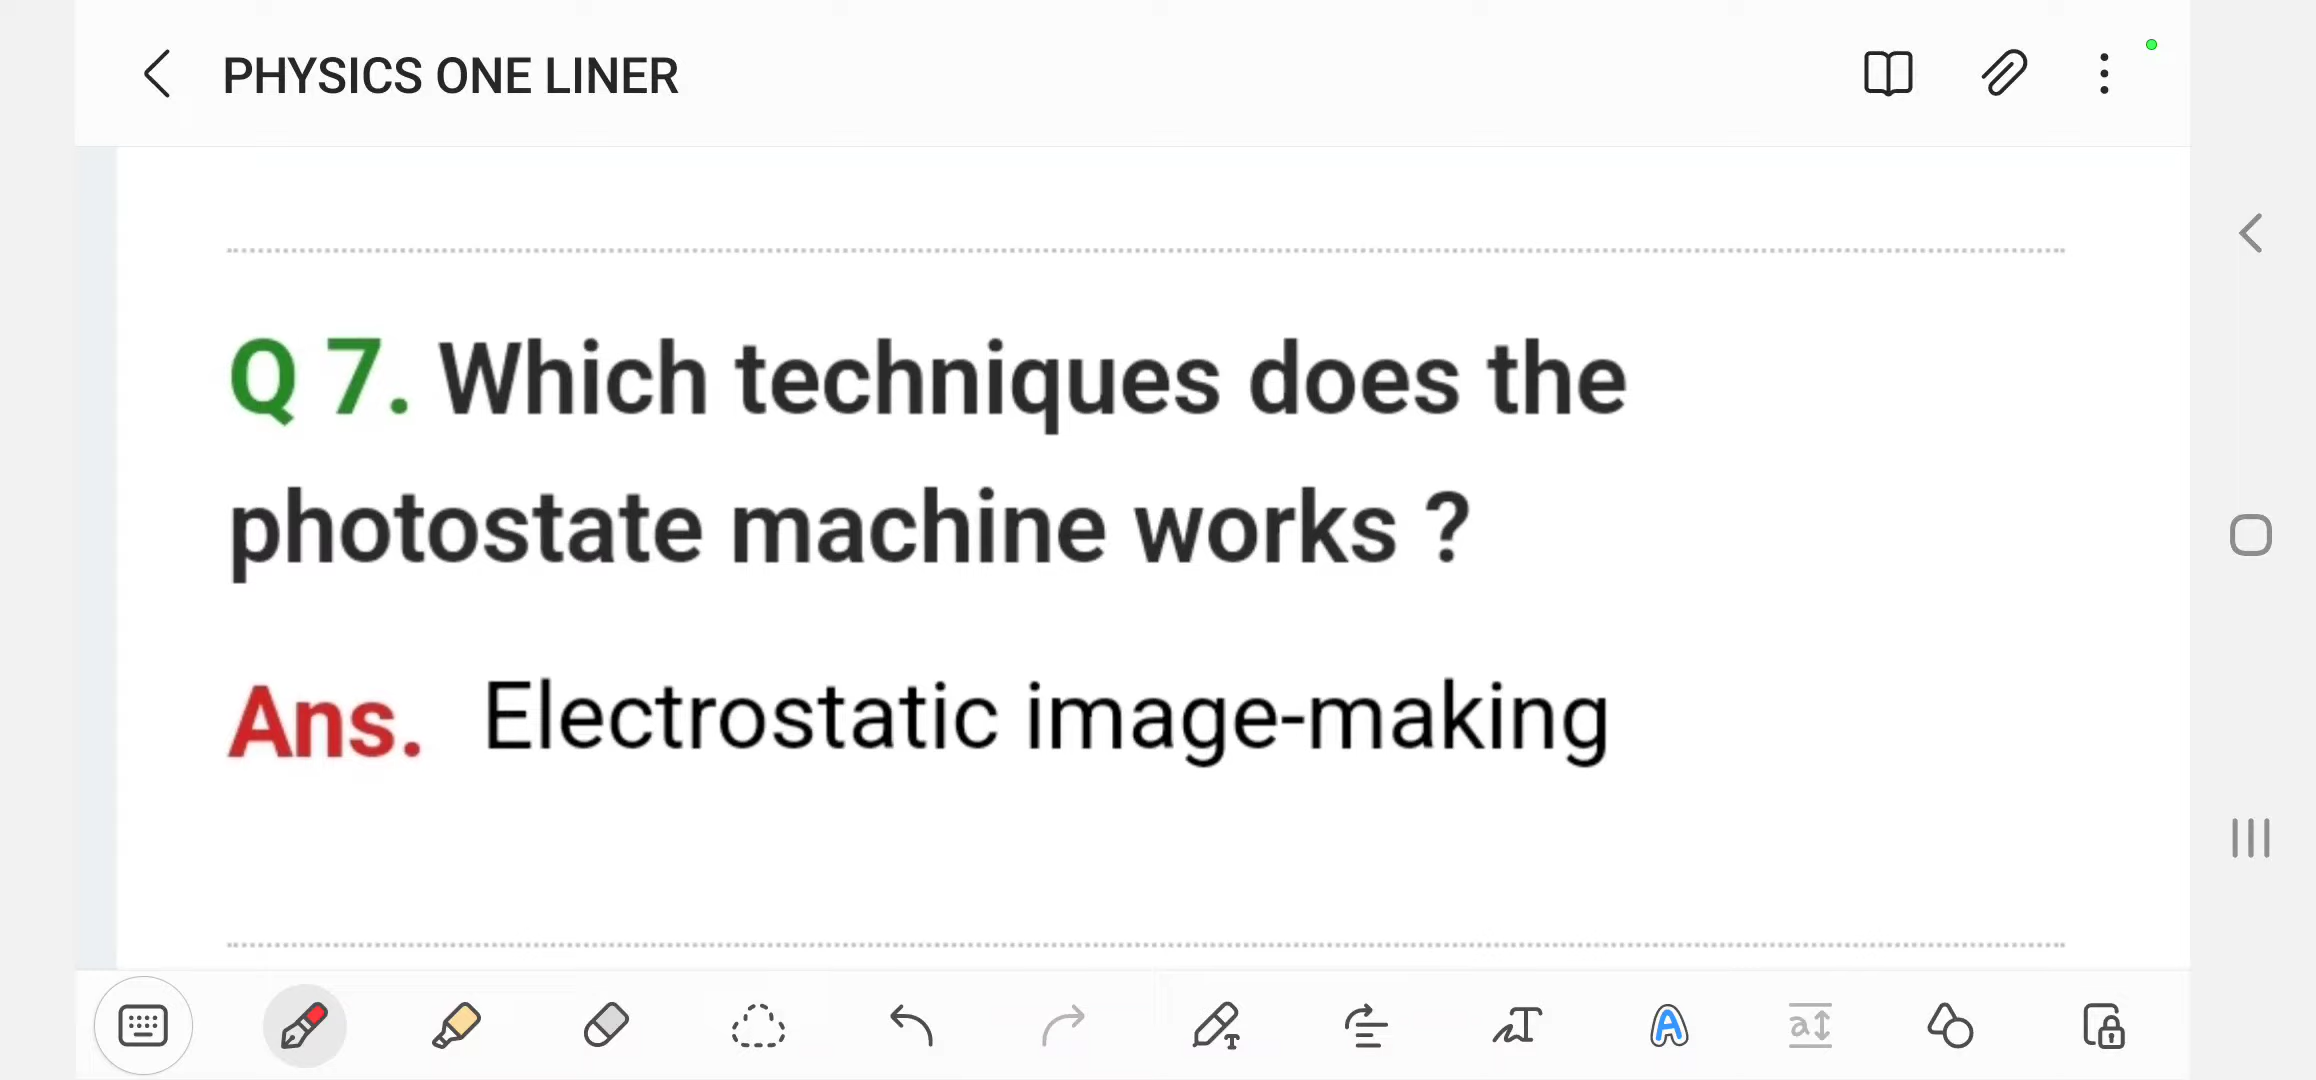 PHYSICS ONE LINER
Q 7. Which techniques does the
photostate machine works ?
Ans. Electrostatic image-making